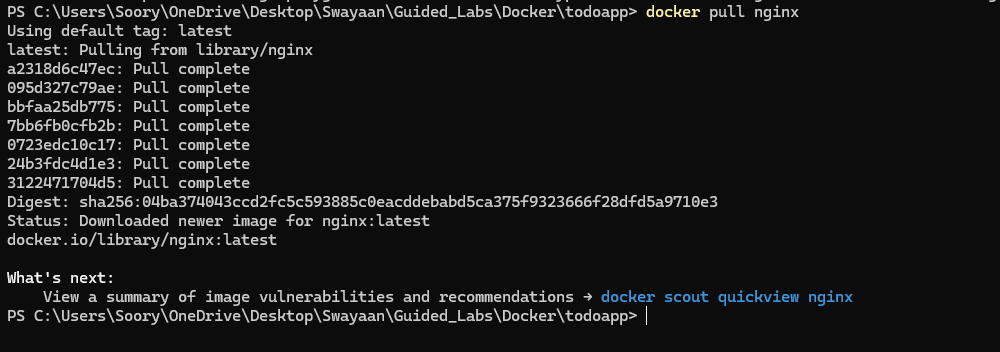 PS C:\Users\Soory\OneDrive\Desktop\Swayaan\Guided_Labs\Docker\todoapp> docker pull nginx
Using default tag: latest
latest: Pulling from library/nginx
a2318d6c47ec: Pull complete
095d327c79ae: Pull complete
bbfaa25db775: Pull complete
7bb6fb0cfb2b: Pull complete
0723edc10c17: Pull complete
24b3fdc4d1e3: Pull complete
3122471704d5: Pull complete
Digest: sha256:04ba374043ccd2fc5c593885c0eacddebabd5ca375f9323666f28dfd5a9710e3
Status: Downloaded newer image for nginx:latest
docker.io/library/nginx:latest
What's next:
View a summary of image vulnerabilities and recommendations → docker scout quickview nginx
PS C:\Users\Soory\OneDrive\Desktop\Swayaan\Guided_Labs\Docker\todoapp>